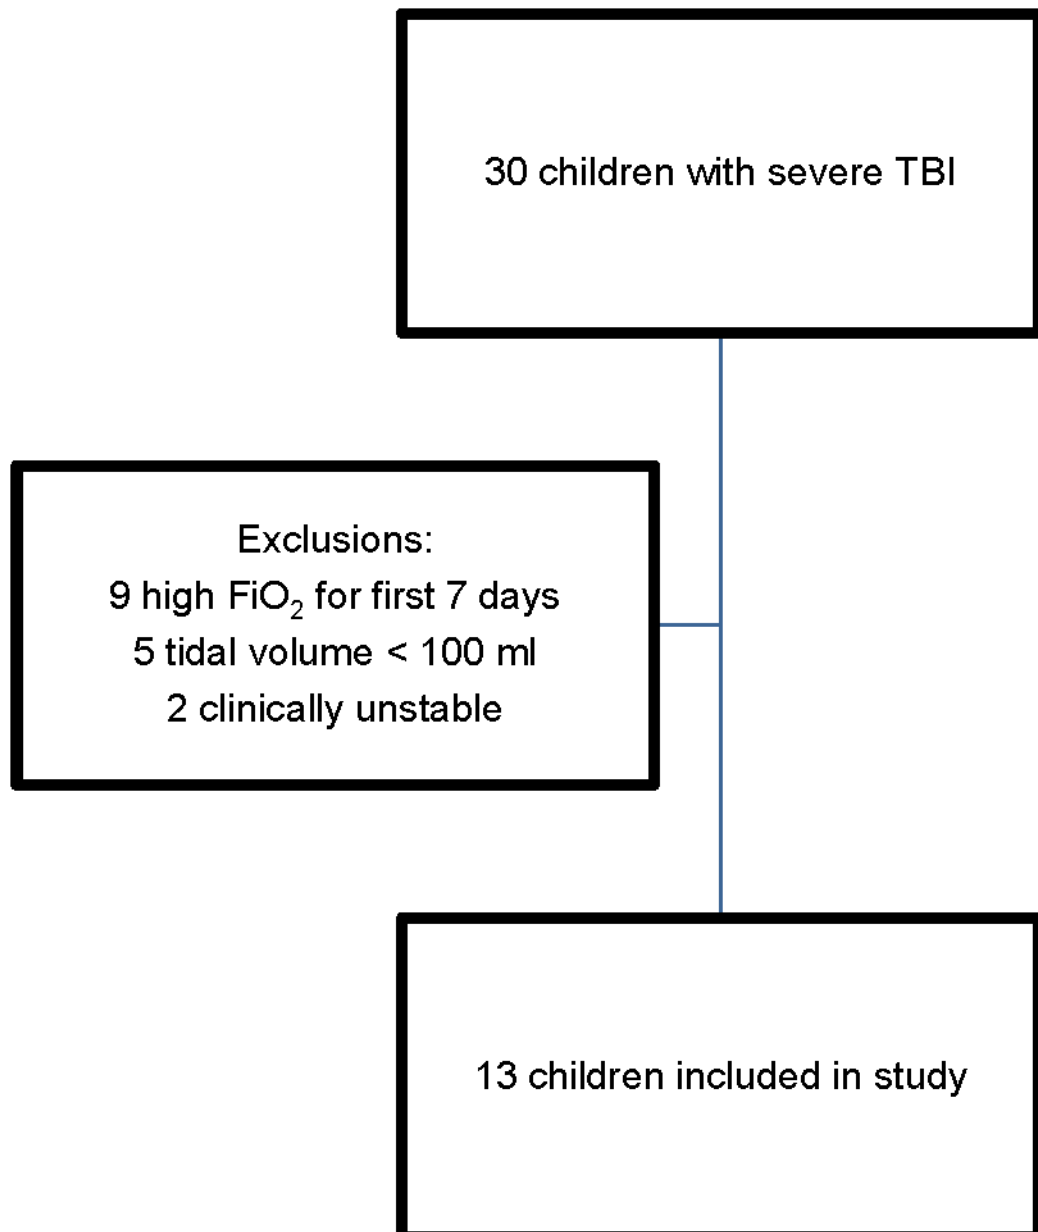 30 children with severe TBI
Exclusions:
9 high FiO₂ for first 7 days
5 tidal volume < 100 ml
2 clinically unstable
13 children included in study